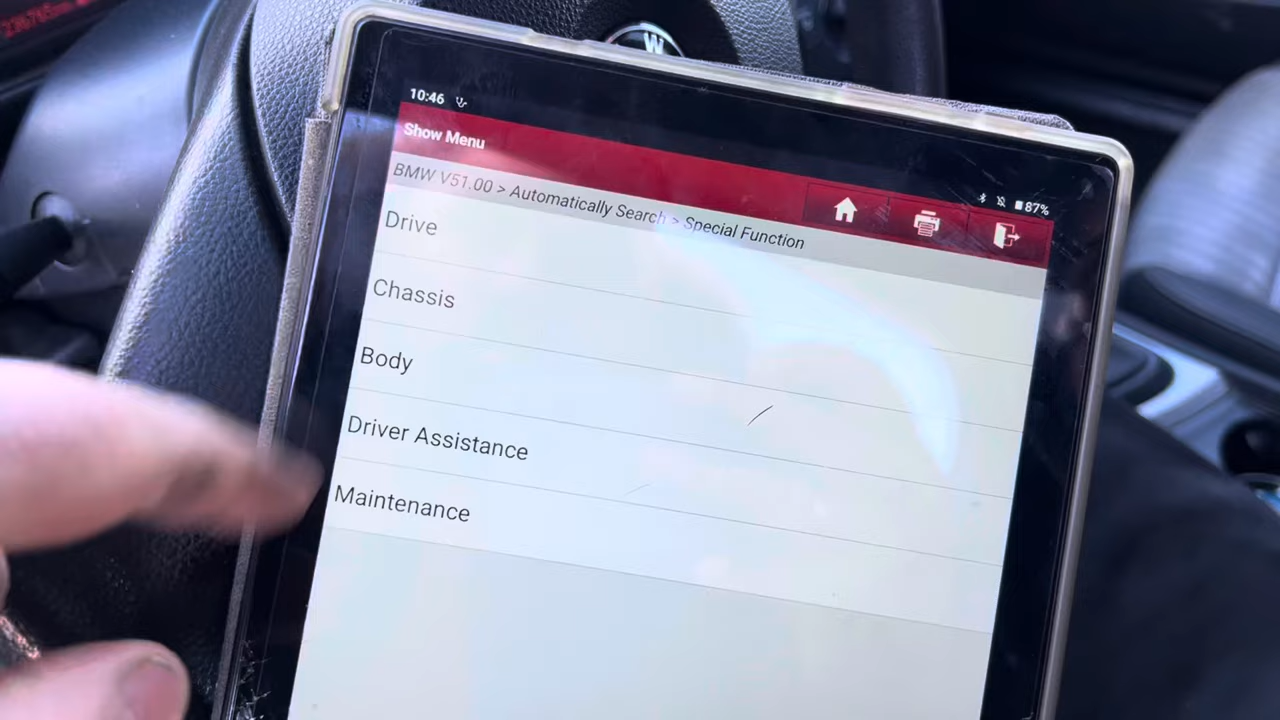 10:46
87%
Show Menu
BMW V51.00 > Automatically Search > Special Function
Drive
Chassis
Body
Driver Assistance
Maintenance